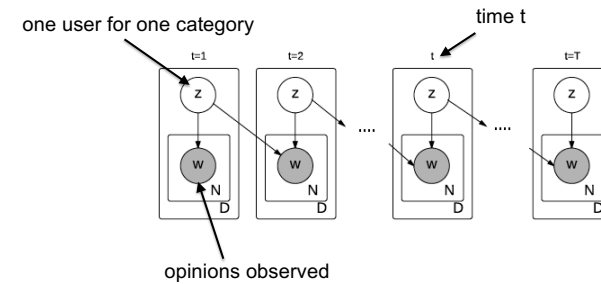 one user for one category
time t
t=1
t=2
t
t=T
z
z
z
z
....
....
w
w
w
w
N
N
N
N
D
D
D
D
opinions observed